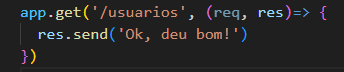 app.get('/usuarios', (req, res)=> {
  res.send('Ok, deu bom!')
})